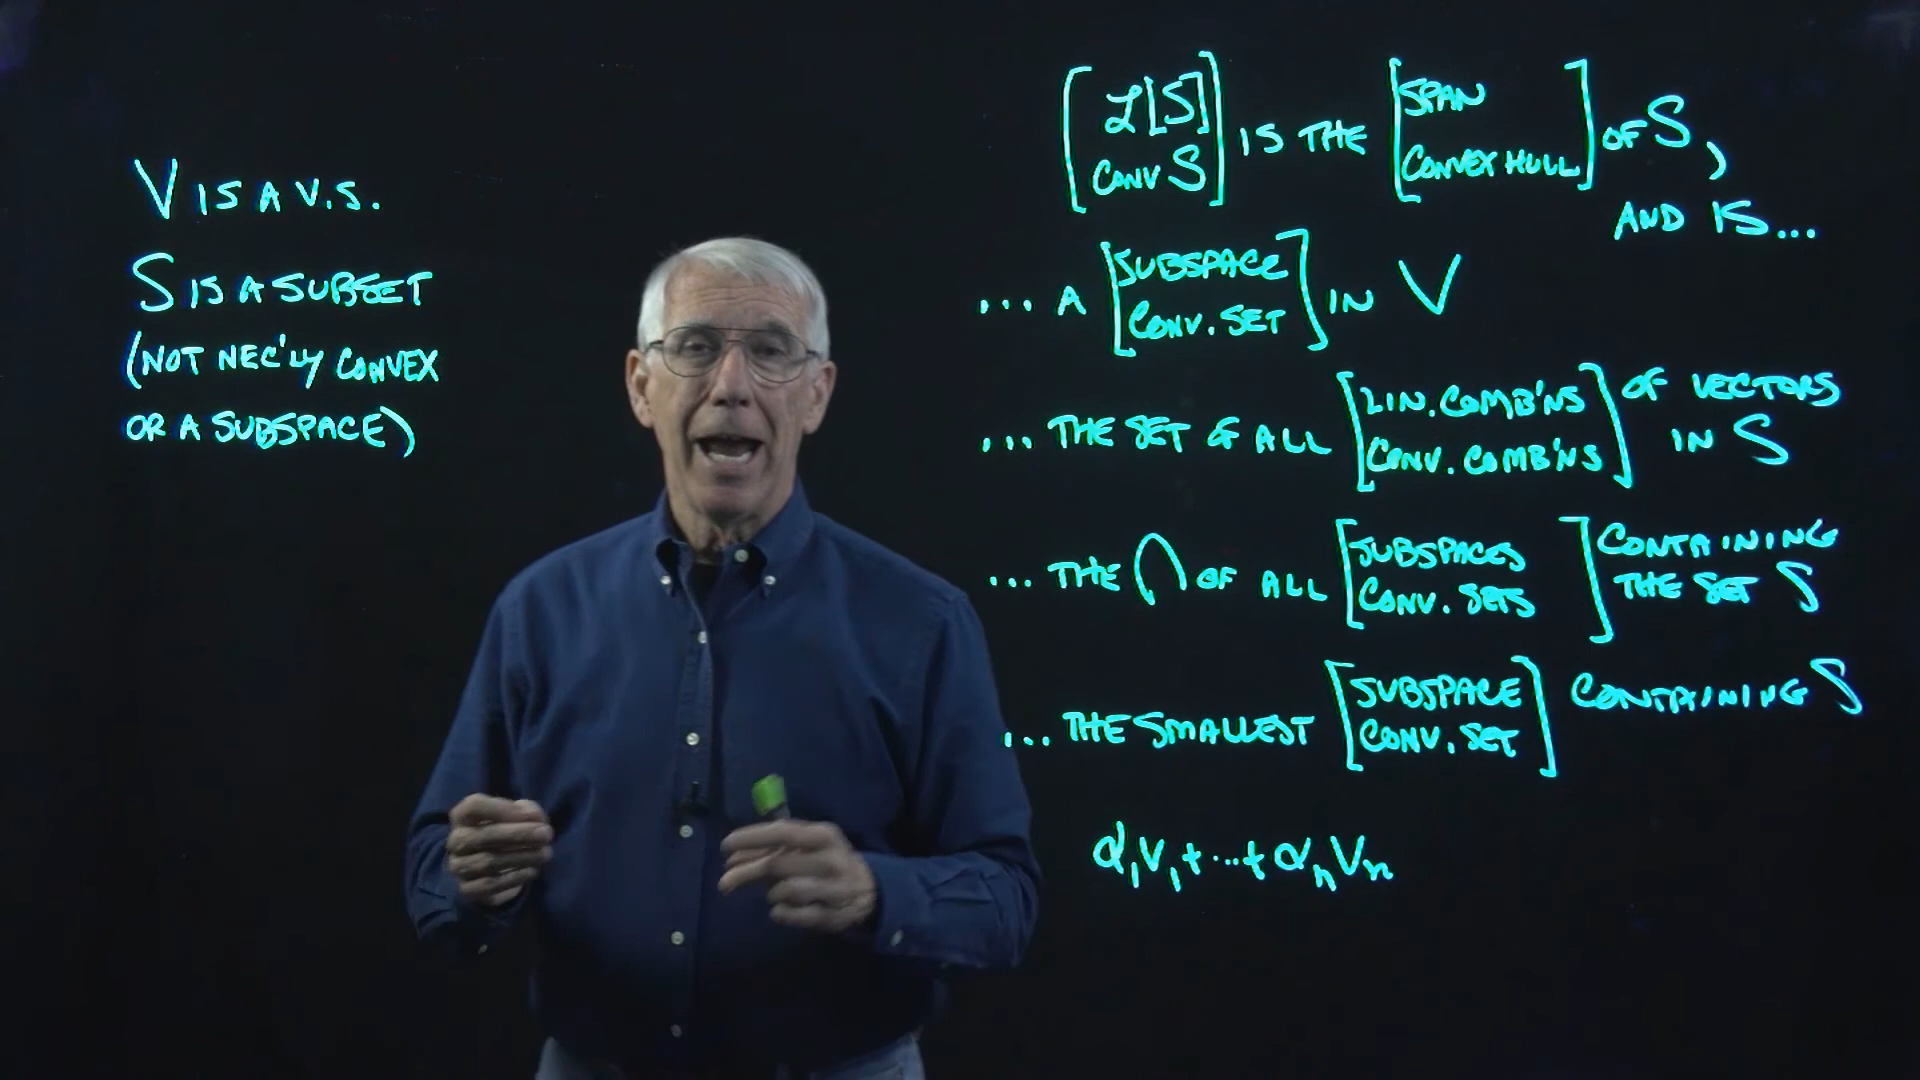 V IS A V.S.
S IS A SUBSET
(NOT NEC'LY CONVEX
OR A SUBSPACE)
[ℒ[S] IS THE [SPAN OF S,
CONV S] CONVEX HULL]
AND IS...
... A [SUBSPACE IN V
CONV. SET]
... THE SET OF ALL [LIN. COMB'NS OF VECTORS
CONV. COMB'NS] IN S
... THE ∩ OF ALL [SUBSPACES CONTAINING
CONV. SETS] THE SET S
... THE SMALLEST [SUBSPACE CONTAINING S
CONV. SET]
α₁V₁+...+αₙVₙ